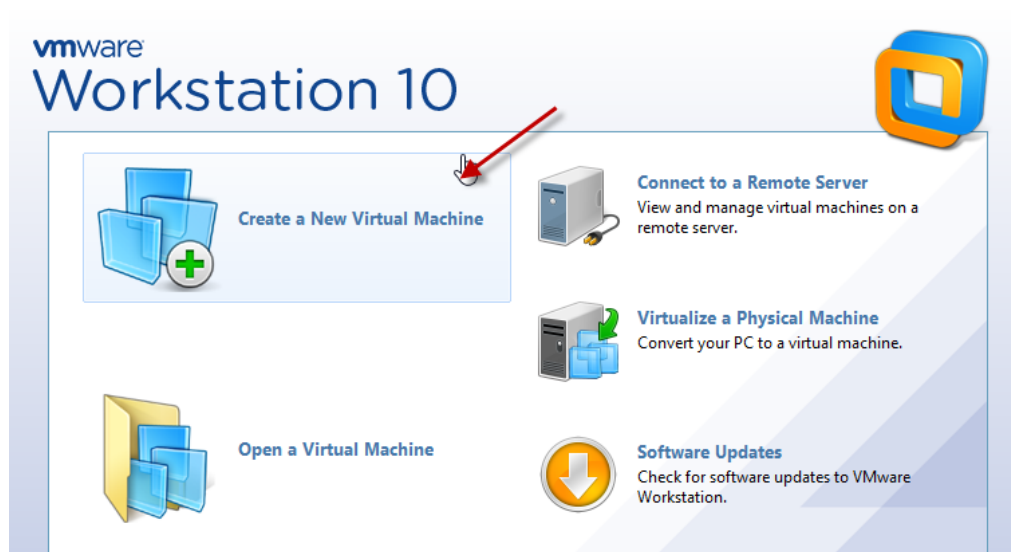 vmware
Workstation 10
Create a New Virtual Machine
Open a Virtual Machine
Connect to a Remote Server
View and manage virtual machines on a
remote server.
Virtualize a Physical Machine
Convert your PC to a virtual machine.
Software Updates
Check for software updates to VMware
Workstation.